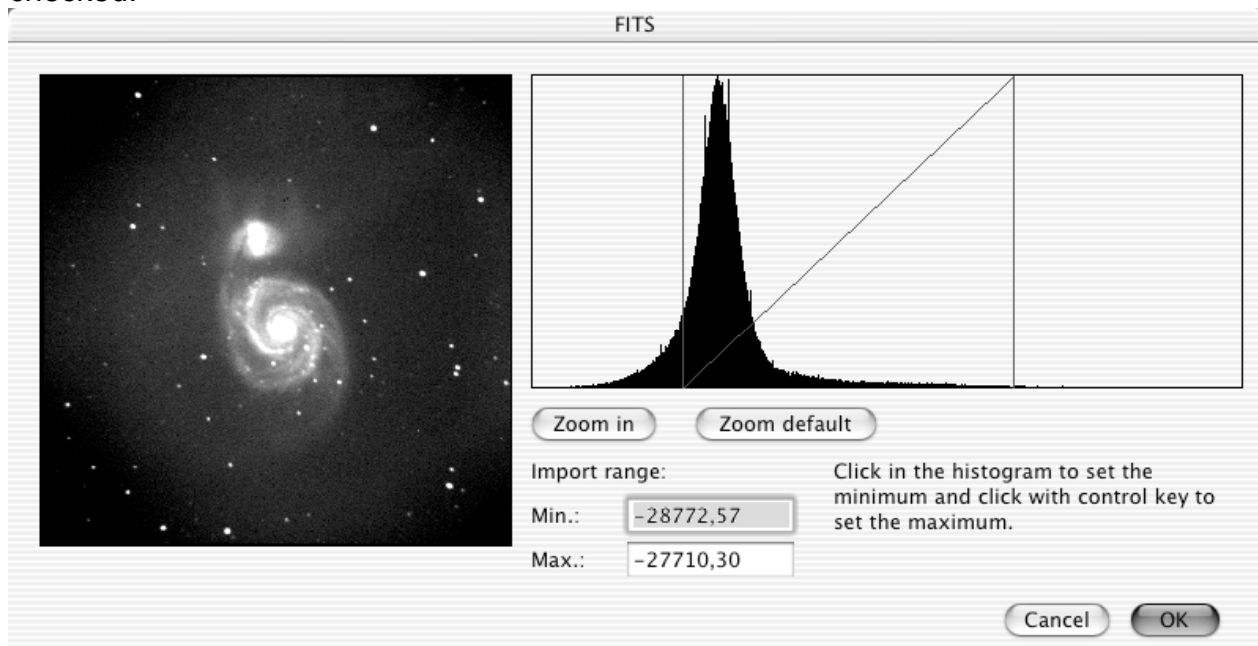 checked.
FITS
Zoom in
Zoom default
Import range:
Min.:
-28772,57
Max.:
-27710,30
Click in the histogram to set the
minimum and click with control key to
set the maximum.
Cancel
OK